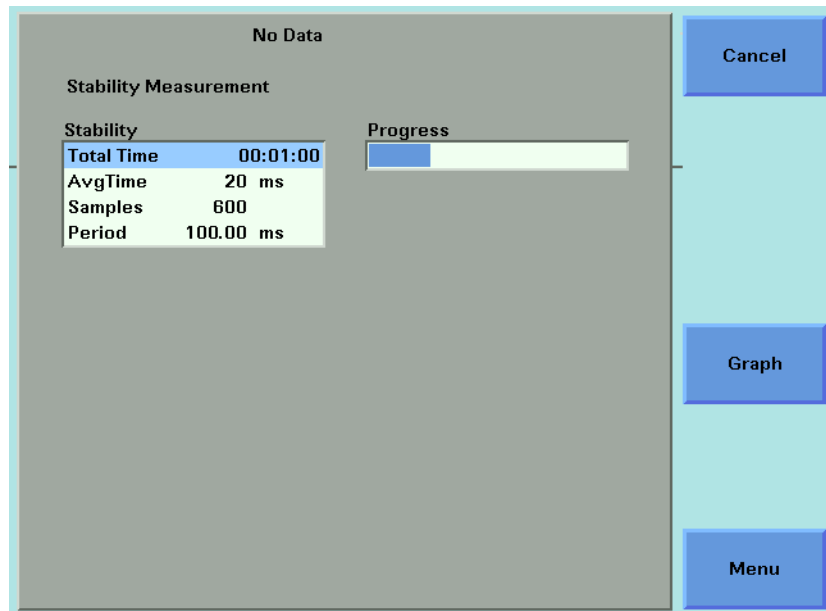 No Data
Cancel
Stability Measurement
Stability
Progress
Total Time 00:01:00
AvgTime 20 ms
Samples 600
Period 100.00 ms
Graph
Menu